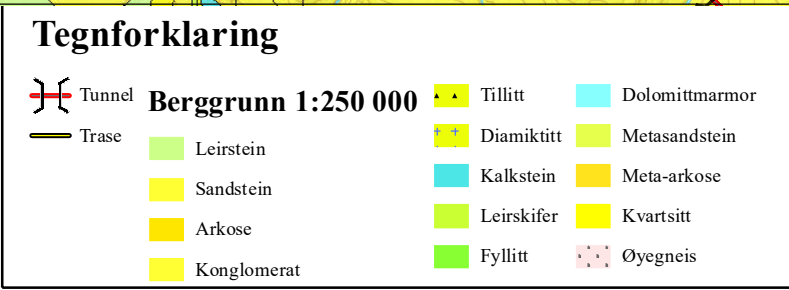 Tegnforklaring
Tunnel
Trase
Berggrunn 1:250 000
Leirstein
Sandstein
Arkose
Konglomerat
Tillitt
Diamiktitt
Kalkstein
Leirskifer
Fyllitt
Dolomittmarmor
Metasandstein
Meta-arkose
Kvartsitt
Øyegneis